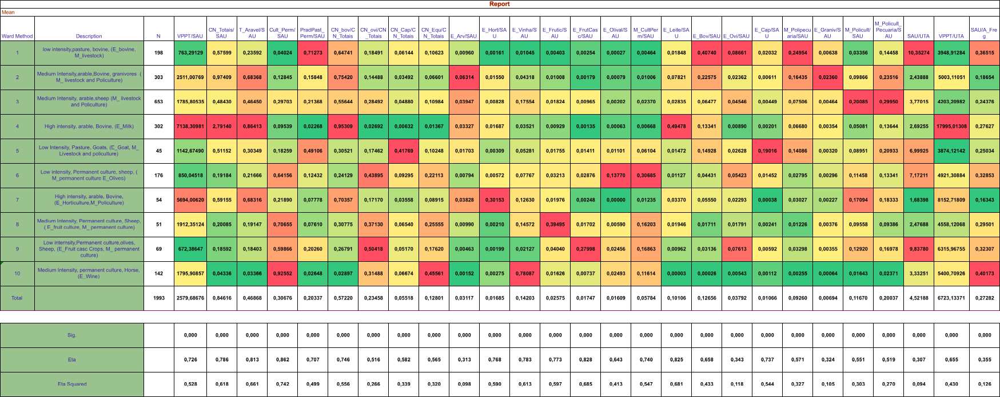 Report
Mean
Ward Method Description N VPPT/SAU CN_Totais/SAU T_Aravel/SAU Cult_Perm/SAU PradPast_Perm/SAU CN_bov/CN_Totais CN_ovi/CN_Totais CN_Cap/CN_Totais CN_Equ/CN_Totais E_Arv/SAU E_Hort/SAU E_Vinha/SAU E_Frutic/SAU E_FrutCasc/SAU E_Olival/SAU M_CultPerm/SAU E_Leite/SAU E_Bov/SAU E_Ovi/SAU E_Cap/SAU M_Polipecuaria/SAU E_Graniv/SAU M_Policult/SAU M_Policult_Pecuaria/SAU SAU/UTA VPPT/UTA SAU/A_Freg
1 low intensity,pasture, bovine, (E_bovine, M_livestock) 198 763,29129 0,57599 0,23592 0,04024 0,71273 0,64741 0,18491 0,06144 0,10623 0,00960 0,00161 0,01045 0,00403 0,00254 0,00027 0,00464 0,01848 0,40740 0,08661 0,02032 0,24954 0,00638 0,03356 0,14458 10,35274 3948,91284 0,36515
2 Medium Intensity,arable,Bovine, granivores ( M_ livestock and Policulture) 303 2511,00769 0,97409 0,68368 0,12845 0,15848 0,75420 0,14488 0,03492 0,06601 0,06314 0,01550 0,04318 0,01008 0,00179 0,00079 0,01006 0,07821 0,22575 0,02362 0,00611 0,16435 0,02360 0,09866 0,23516 2,43888 5003,11051 0,18654
3 Medium Intensity, arable,sheep (M_ livestock and Policulture) 653 1785,80535 0,48430 0,46450 0,29703 0,21368 0,55644 0,28492 0,04880 0,10984 0,03947 0,00828 0,17554 0,01824 0,00965 0,00202 0,02370 0,02835 0,06477 0,04546 0,00449 0,07506 0,00464 0,20085 0,29950 3,77015 4203,20982 0,24376
4 High intensity, arable, Bovine, (E_Milk) 302 7138,30981 2,79140 0,86413 0,09539 0,02268 0,95309 0,02692 0,00632 0,01367 0,03327 0,01687 0,03521 0,00929 0,00135 0,00063 0,00668 0,49478 0,13341 0,00890 0,00201 0,06680 0,00354 0,05081 0,13644 2,69255 17995,01308 0,27627
5 Low Intensity, Pasture, Goats, (E_Goat, M_ Livestock and policulture) 45 1142,67490 0,51152 0,30349 0,18259 0,49106 0,30521 0,17462 0,41769 0,10248 0,01703 0,00309 0,05281 0,01755 0,01411 0,01101 0,06104 0,01472 0,14928 0,02628 0,19016 0,14086 0,00320 0,08951 0,20933 6,99925 3874,12142 0,25034
6 Low intensity, Permanent culture, sheep, ( M_permanent culture E_Olives) 176 850,04518 0,19184 0,21666 0,64156 0,12432 0,24129 0,43895 0,09295 0,22113 0,00794 0,00572 0,07767 0,03213 0,02876 0,13770 0,30685 0,01127 0,04431 0,05423 0,01452 0,02795 0,00296 0,11458 0,13341 7,17211 4921,30884 0,32853
7 High intensity, arable, Bovine, (E_Horticulture,M_Policulture) 54 5694,00620 0,59155 0,68316 0,21890 0,07778 0,70357 0,17170 0,03558 0,08915 0,03828 0,30153 0,12630 0,01976 0,00248 0,00000 0,01235 0,03370 0,05550 0,02293 0,00038 0,03027 0,00227 0,17094 0,18333 1,68398 8152,71809 0,16343
8 Medium Intensity, Permanent culture, Sheep, ( E_fruit culture, M_ permanent culture) 51 1912,35124 0,20085 0,19147 0,70655 0,07610 0,30775 0,37130 0,06540 0,25555 0,00990 0,00210 0,14572 0,39495 0,01702 0,00590 0,16203 0,01946 0,01711 0,01791 0,00241 0,01226 0,00376 0,09558 0,09386 2,47688 4558,12068 0,29501
9 Low internsity,Permanent culture,olives, Sheep, (E_Fruit casc Crops, M_ permanent culture) 69 672,38647 0,18592 0,18403 0,59866 0,20260 0,26791 0,50418 0,05170 0,17620 0,00463 0,00199 0,02127 0,04040 0,27998 0,02456 0,16863 0,00962 0,03136 0,07613 0,00592 0,03298 0,00355 0,12920 0,16978 9,83780 6315,96755 0,32307
10 Medium Intensity, permanent culture, Horse, (E_Wine) 142 1795,90857 0,04336 0,03366 0,92552 0,02648 0,02897 0,31488 0,06674 0,45561 0,00152 0,00275 0,78087 0,01626 0,00737 0,02493 0,11614 0,00003 0,00026 0,00543 0,00112 0,00255 0,00064 0,01643 0,02371 3,33251 5400,70926 0,40173
Total 1993 2579,68676 0,84616 0,46868 0,30676 0,20337 0,57220 0,23458 0,05518 0,12801 0,03117 0,01685 0,14203 0,02575 0,01747 0,01609 0,05784 0,10106 0,12656 0,03792 0,01066 0,09260 0,00694 0,11670 0,20037 4,52188 6723,13371 0,27282
Sig. 0,000 0,000 0,000 0,000 0,000 0,000 0,000 0,000 0,000 0,000 0,000 0,000 0,000 0,000 0,000 0,000 0,000 0,000 0,000 0,000 0,000 0,000 0,000 0,000 0,000 0,000 0,000
Eta 0,726 0,786 0,813 0,862 0,707 0,746 0,516 0,582 0,565 0,313 0,768 0,783 0,773 0,828 0,643 0,740 0,825 0,658 0,343 0,737 0,571 0,324 0,551 0,519 0,307 0,655 0,355
Eta Squared 0,528 0,618 0,661 0,742 0,499 0,556 0,266 0,339 0,320 0,098 0,590 0,613 0,597 0,685 0,413 0,547 0,681 0,433 0,118 0,544 0,327 0,105 0,303 0,270 0,094 0,430 0,126